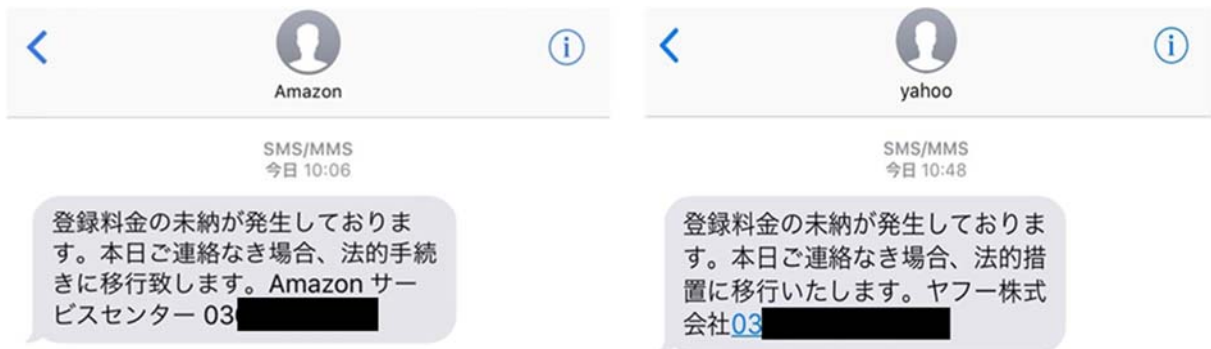 Amazon
SMS/MMS
今日 10:06
登録料金の未納が発生しておりま
す。本日ご連絡なき場合、法的手続
きに移行致します。Amazon サー
ビスセンター 03
yahoo
SMS/MMS
今日 10:48
登録料金の未納が発生しておりま
す。本日ご連絡なき場合、法的措
置に移行いたします。ヤフー株式
会社03